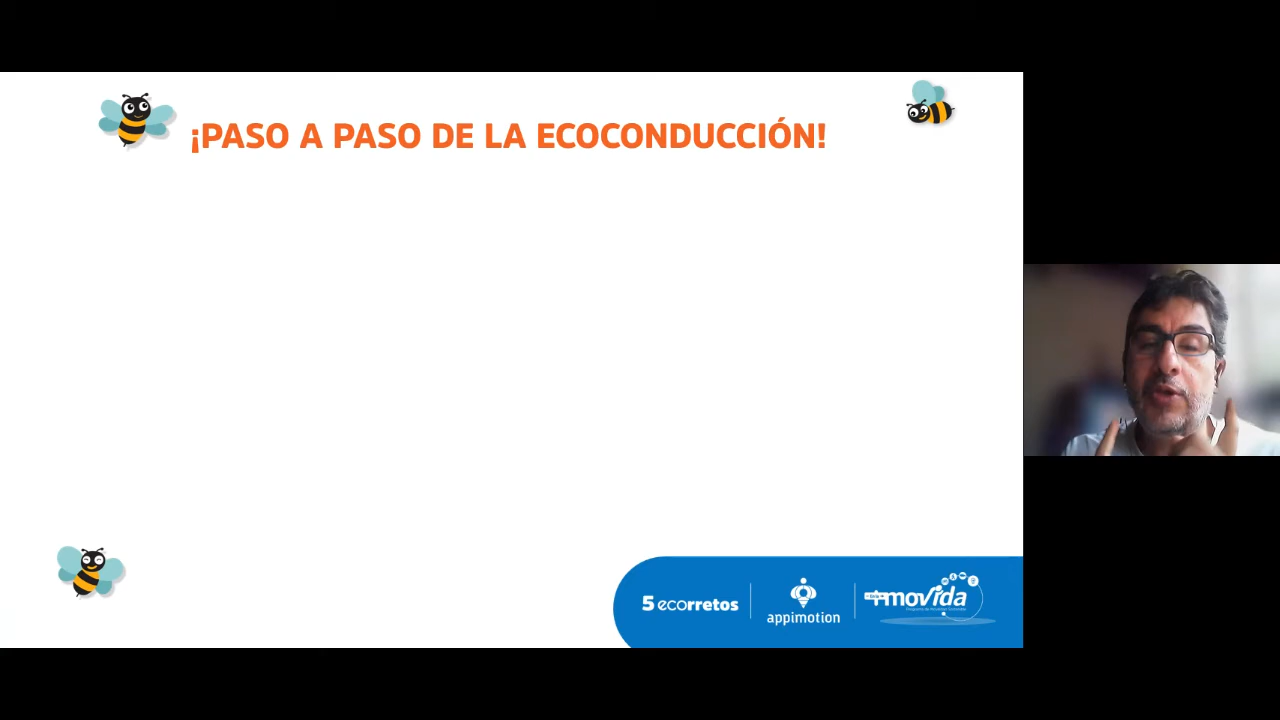 ¡PASO A PASO DE LA ECOCONDUCCIÓN!
5 ecorretos
appimotion
+movida